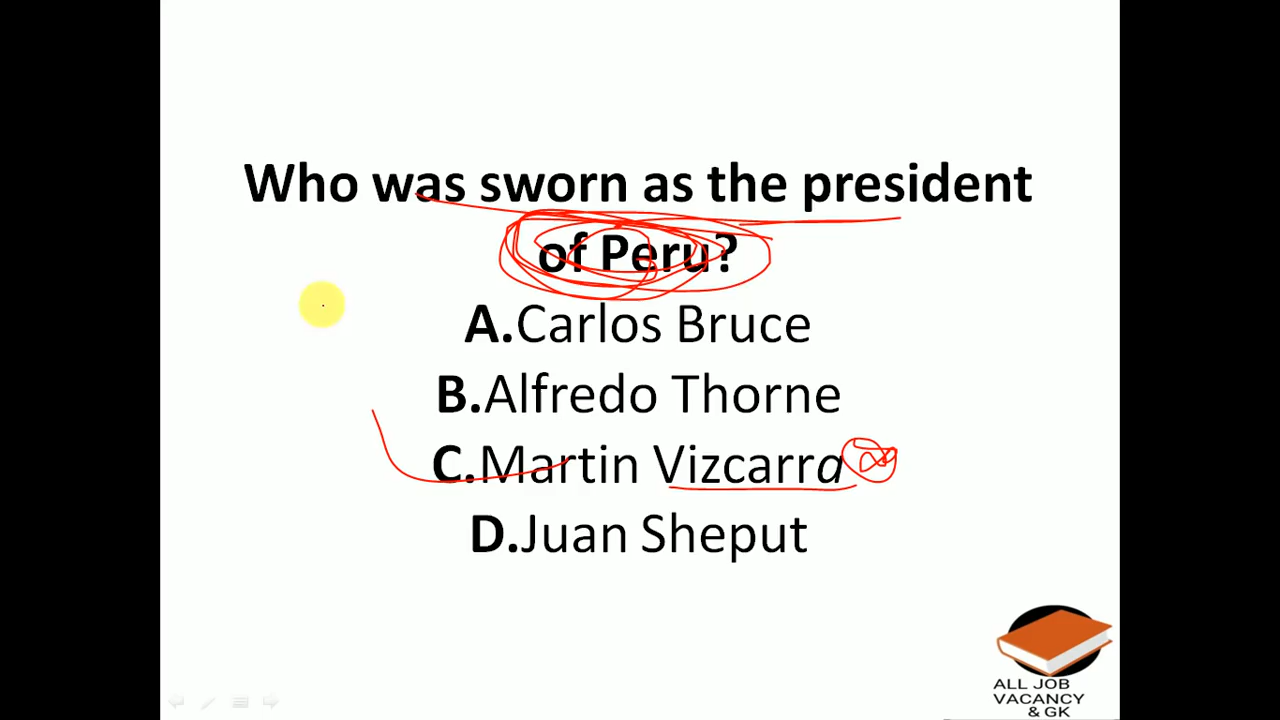 Who was sworn as the president
of Peru?
A.Carlos Bruce
B.Alfredo Thorne
C.Martin Vizcarra
D.Juan Sheput
ALL JOB
VACANCY
& GK